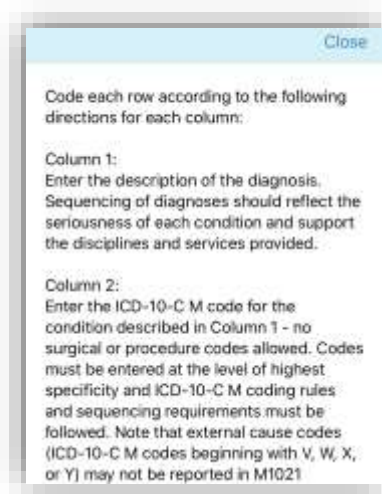 Close
Code each row according to the following
directions for each column:
Column 1:
Enter the description of the diagnosis.
Sequencing of diagnoses should reflect the
seriousness of each condition and support
the disciplines and services provided.
Column 2:
Enter the ICD-10-C M code for the
condition described in Column 1 - no
surgical or procedure codes allowed. Codes
must be entered at the level of highest
specificity and ICD-10-C M coding rules
and sequencing requirements must be
followed. Note that external cause codes
(ICD-10-C M codes beginning with V, W, X,
or Y) may not be reported in M1021